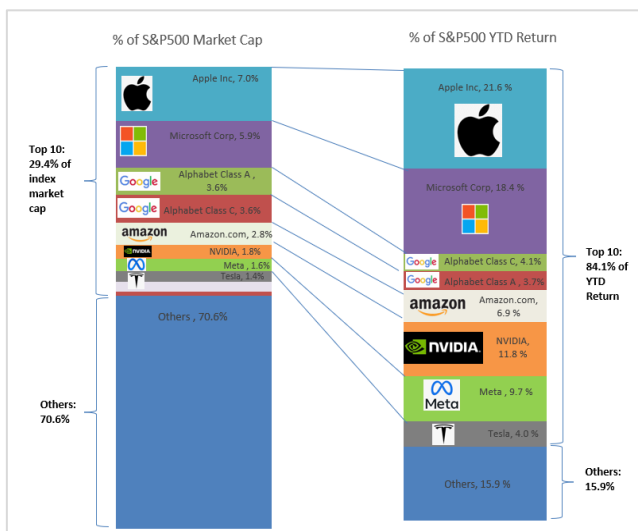 % of S&P500 Market Cap
% of S&P500 YTD Return
Top 10:
29.4% of
index
market
cap
Others:
70.6%
Apple Inc, 7.0%
Microsoft Corp, 5.9%
Google
Alphabet Class A ,
3.6%
Google
Alphabet Class C, 3.6%
amazon
Amazon.com, 2.8%
NVIDIA
NVIDIA, 1.8%
Meta , 1.6%
Tesla, 1.4%
Others , 70.6%
Apple Inc, 21.6 %
Microsoft Corp, 18.4 %
Google
Alphabet Class C, 4.1%
Google
Alphabet Class A , 3.7%
amazon
Amazon.com,
6.9 %
NVIDIA.
NVIDIA,
11.8 %
Meta
Meta , 9.7 %
Tesla, 4.0 %
Others, 15.9 %
Top 10:
84.1% of
YTD
Return
Others:
15.9%